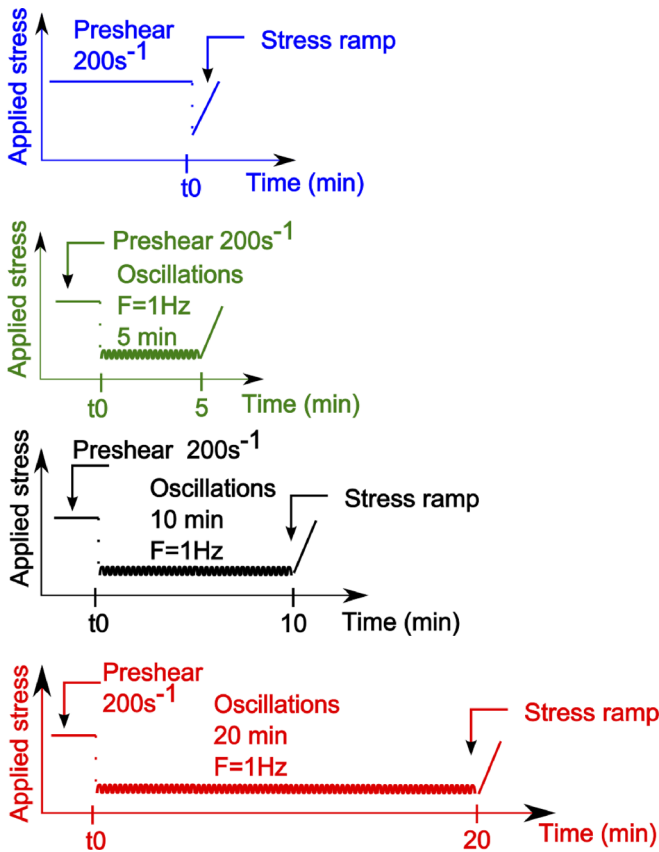 Applied stress
Preshear
200s-1
Stress ramp
t0
Time (min)
Applied stress
Preshear 200s-1
Oscillations
F=1Hz
5 min
t0
5
Time (min)
Applied stress
Preshear 200s-1
Oscillations
10 min
F=1Hz
Stress ramp
t0
10
Time (min)
Applied stress
Preshear
200s-1
Oscillations
20 min
F=1Hz
Stress ramp
t0
20
Time (min)